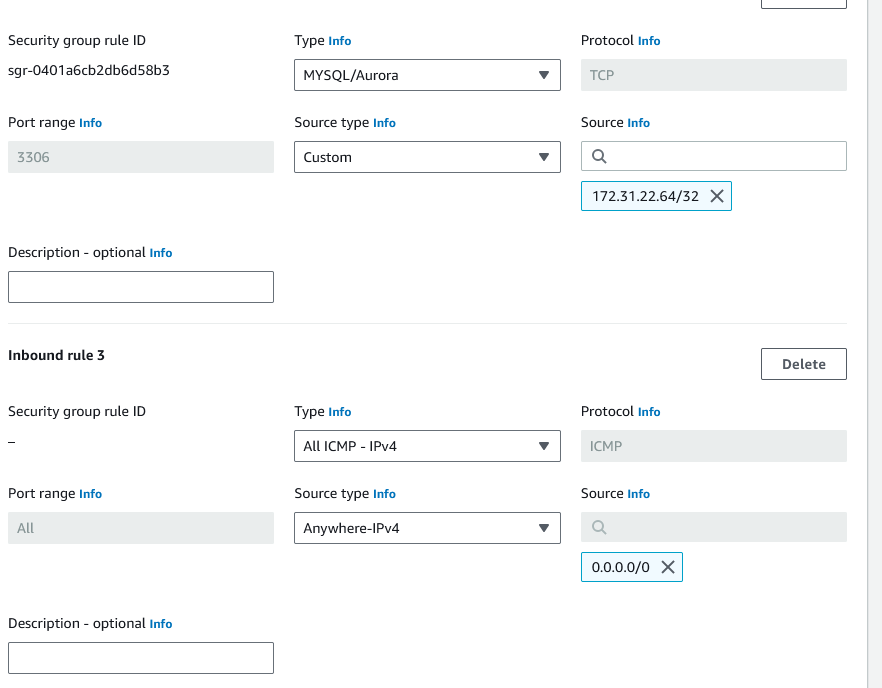 Security group rule ID
Type Info
Protocol Info
sgr-0401a6cb2db6d58b3
MYSQL/Aurora
TCP
Port range Info
Source type Info
Source Info
3306
Custom
172.31.22.64/32
Description - optional Info
Inbound rule 3
Delete
Security group rule ID
Type Info
Protocol Info
–
All ICMP - IPv4
ICMP
Port range Info
Source type Info
Source Info
All
Anywhere-IPv4
0.0.0.0/0
Description - optional Info